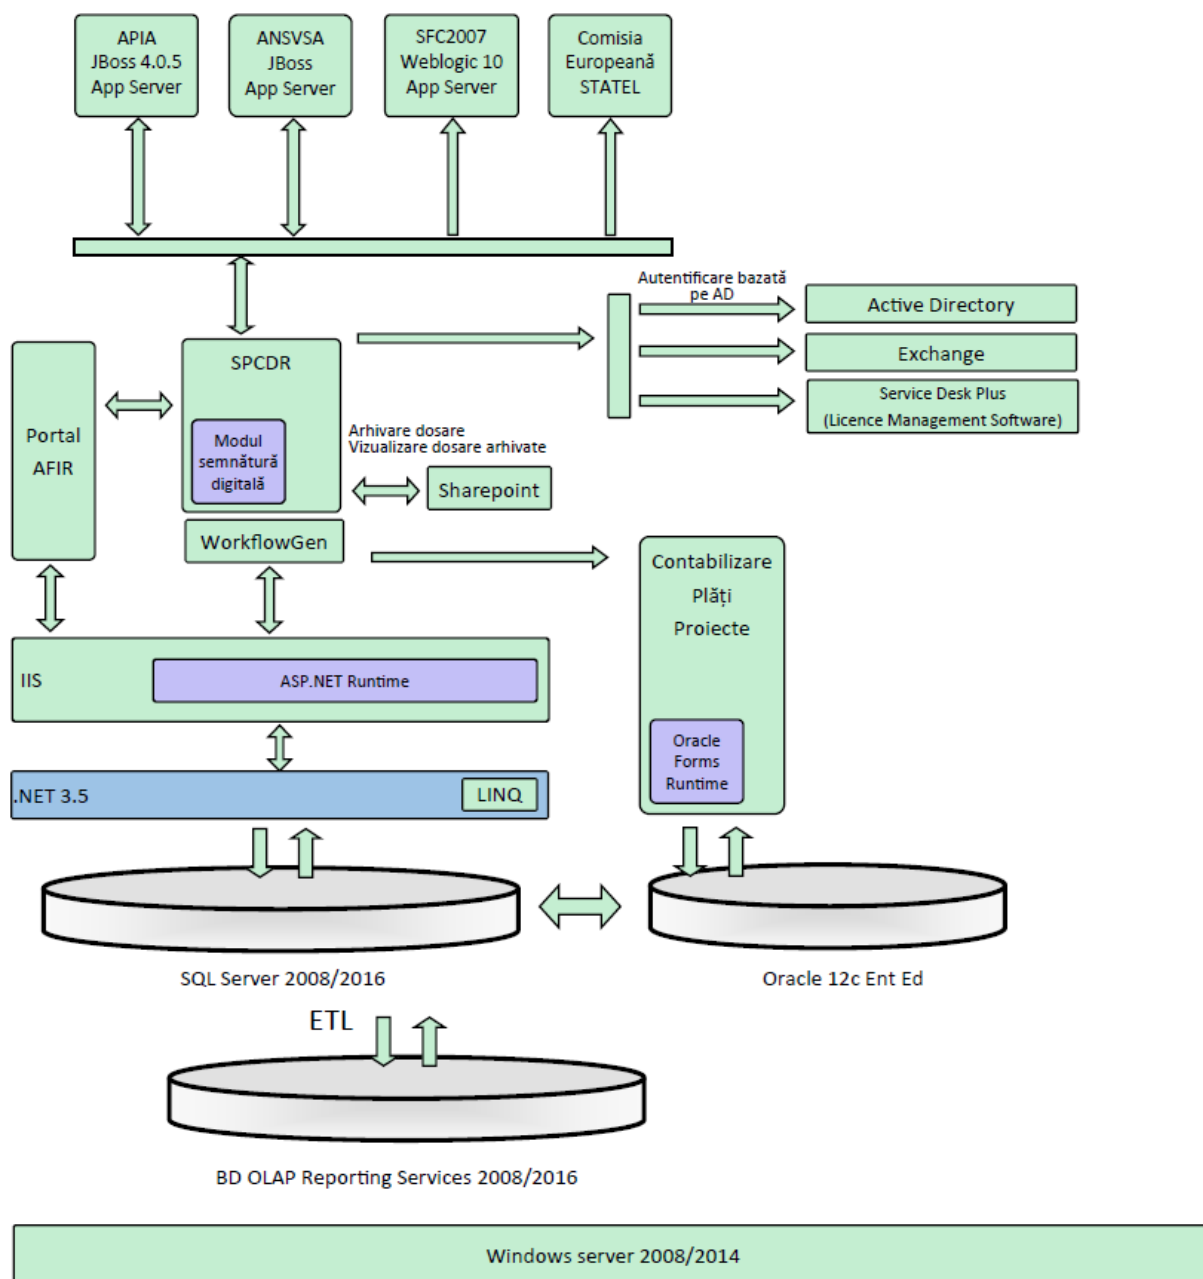 APIA
JBoss 4.0.5
App Server
ANSVSA
JBoss
App Server
SFC2007
Weblogic 10
App Server
Comisia
Europeană
STATEL
Autentificare bazată
pe AD
Active Directory
Exchange
Service Desk Plus
(Licence Management Software)
Portal
AFIR
SPCDR
Modul
semnătură
digitală
Arhivare dosare
Vizualizare dosare arhivate
Sharepoint
WorkflowGen
Contabilizare
Plăți
Proiecte
Oracle
Forms
Runtime
IIS
ASP.NET Runtime
.NET 3.5
LINQ
SQL Server 2008/2016
Oracle 12c Ent Ed
ETL
BD OLAP Reporting Services 2008/2016
Windows server 2008/2014